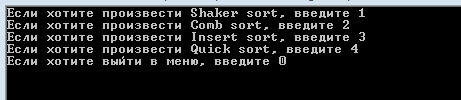 Если хотите произвести Shaker sort, введите 1
Если хотите произвести Comb sort, введите 2
Если хотите произвести Insert sort, введите 3
Если хотите произвести Quick sort, введите 4
Если хотите выйти в меню, введите 0